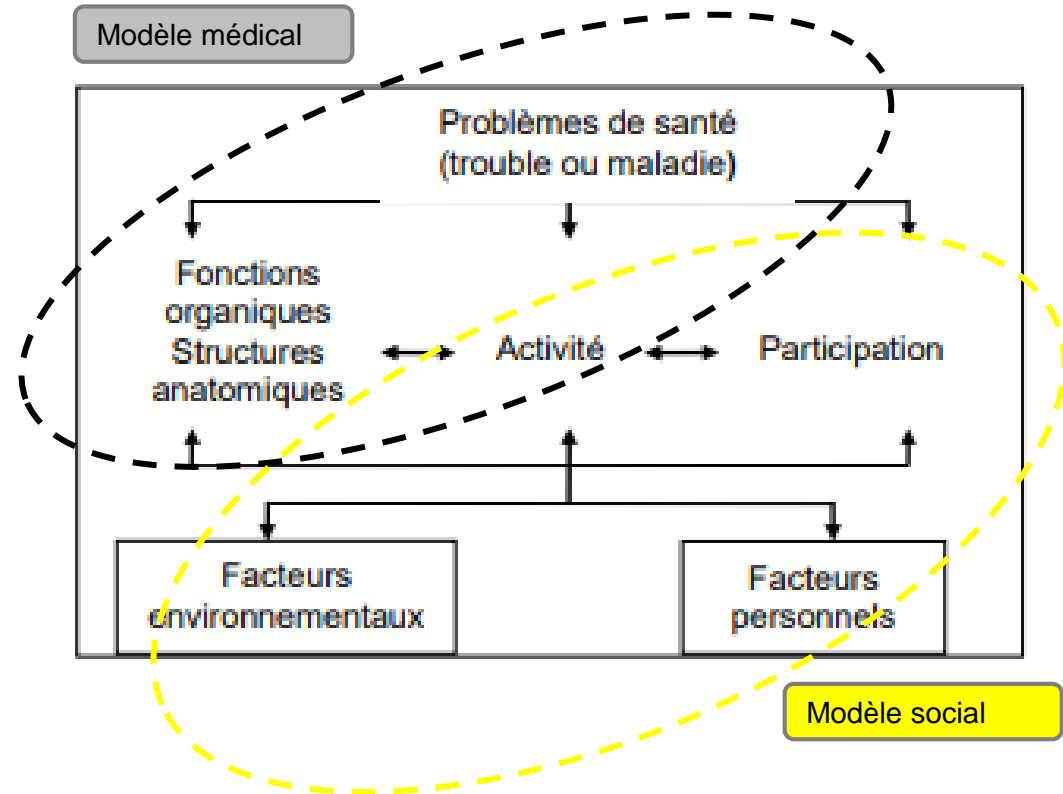 Modèle médical
Problèmes de santé
(trouble ou maladie)
Fonctions
organiques
Structures
anatomiques
Activité
Participation
Facteurs
environnementaux
Facteurs
personnels
Modèle social